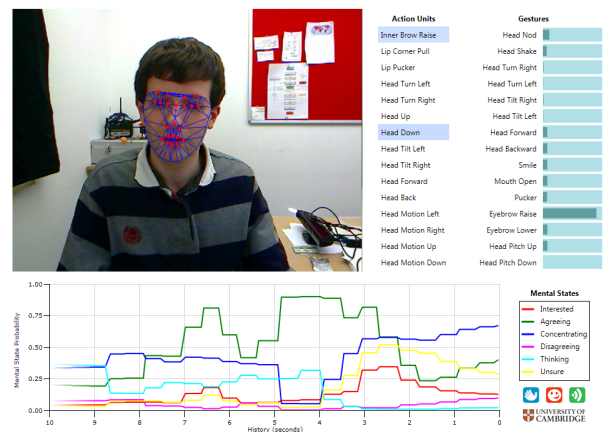 Action Units
Gestures
Inner Brow Raise
Head Nod
Lip Corner Pull
Head Shake
Lip Pucker
Head Turn Right
Head Turn Left
Head Turn Left
Head Turn Right
Head Tilt Right
Head Up
Head Tilt Left
Head Down
Head Forward
Head Tilt Left
Head Backward
Head Tilt Right
Smile
Head Forward
Mouth Open
Head Back
Pucker
Head Motion Left
Eyebrow Raise
Head Motion Right
Eyebrow Lower
Head Motion Up
Head Pitch Up
Head Motion Down
Head Pitch Down
Mental State Probability
1.00
0.75
0.50
0.25
0.00
10
9
8
7
6
5
4
3
2
1
0
History (seconds)
Mental States
Interested
Agreeing
Concentrating
Disagreeing
Thinking
Unsure
UNIVERSITY OF
CAMBRIDGE